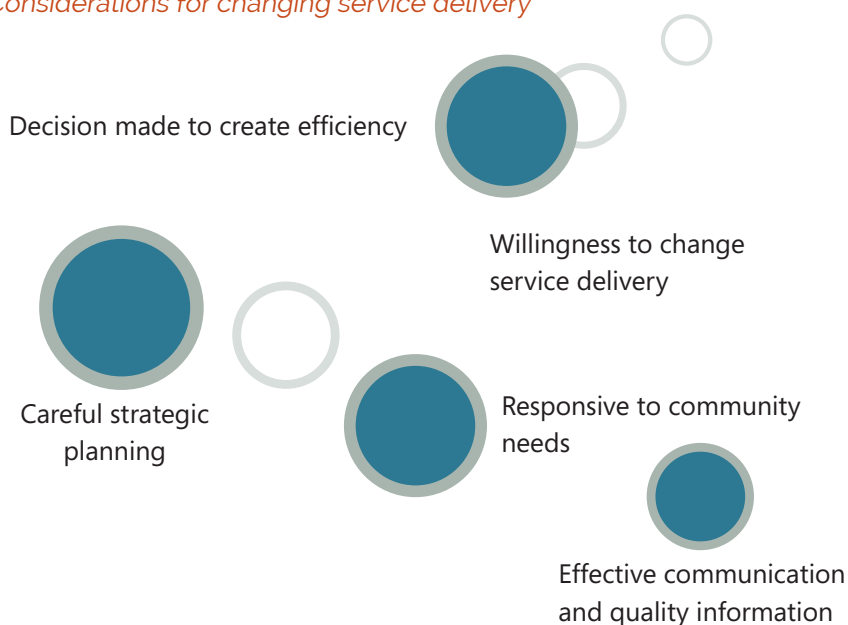 Considerations for changing service delivery
Decision made to create efficiency
Willingness to change
service delivery
Careful strategic
planning
Responsive to community
needs
Effective communication
and quality information